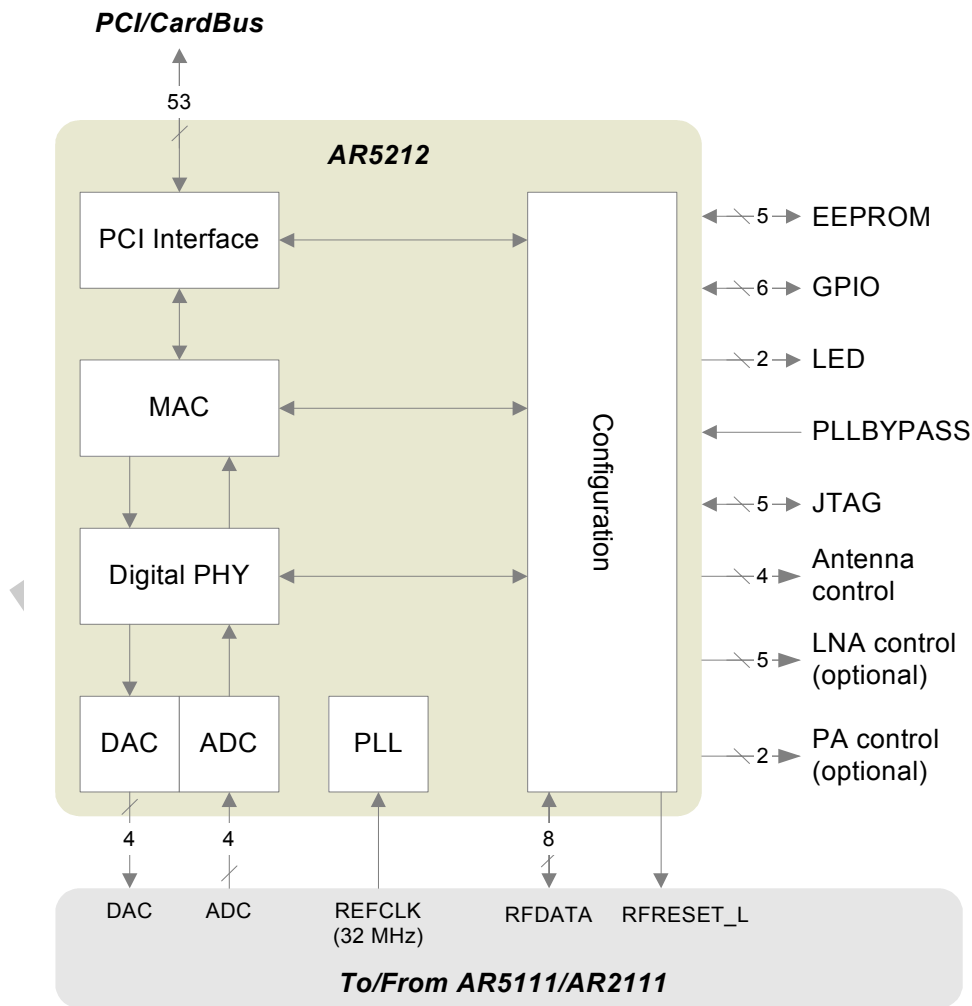 PCI/CardBus
53
AR5212
PCI Interface
MAC
Digital PHY
DAC
ADC
PLL
Configuration
5
EEPROM
6
GPIO
2
LED
PLLBYPASS
5
JTAG
4
Antenna
control
5
LNA control
(optional)
2
PA control
(optional)
4
4
8
DAC
ADC
REFCLK
(32 MHz)
RFDATA
RFRESET_L
To/From AR5111/AR2111